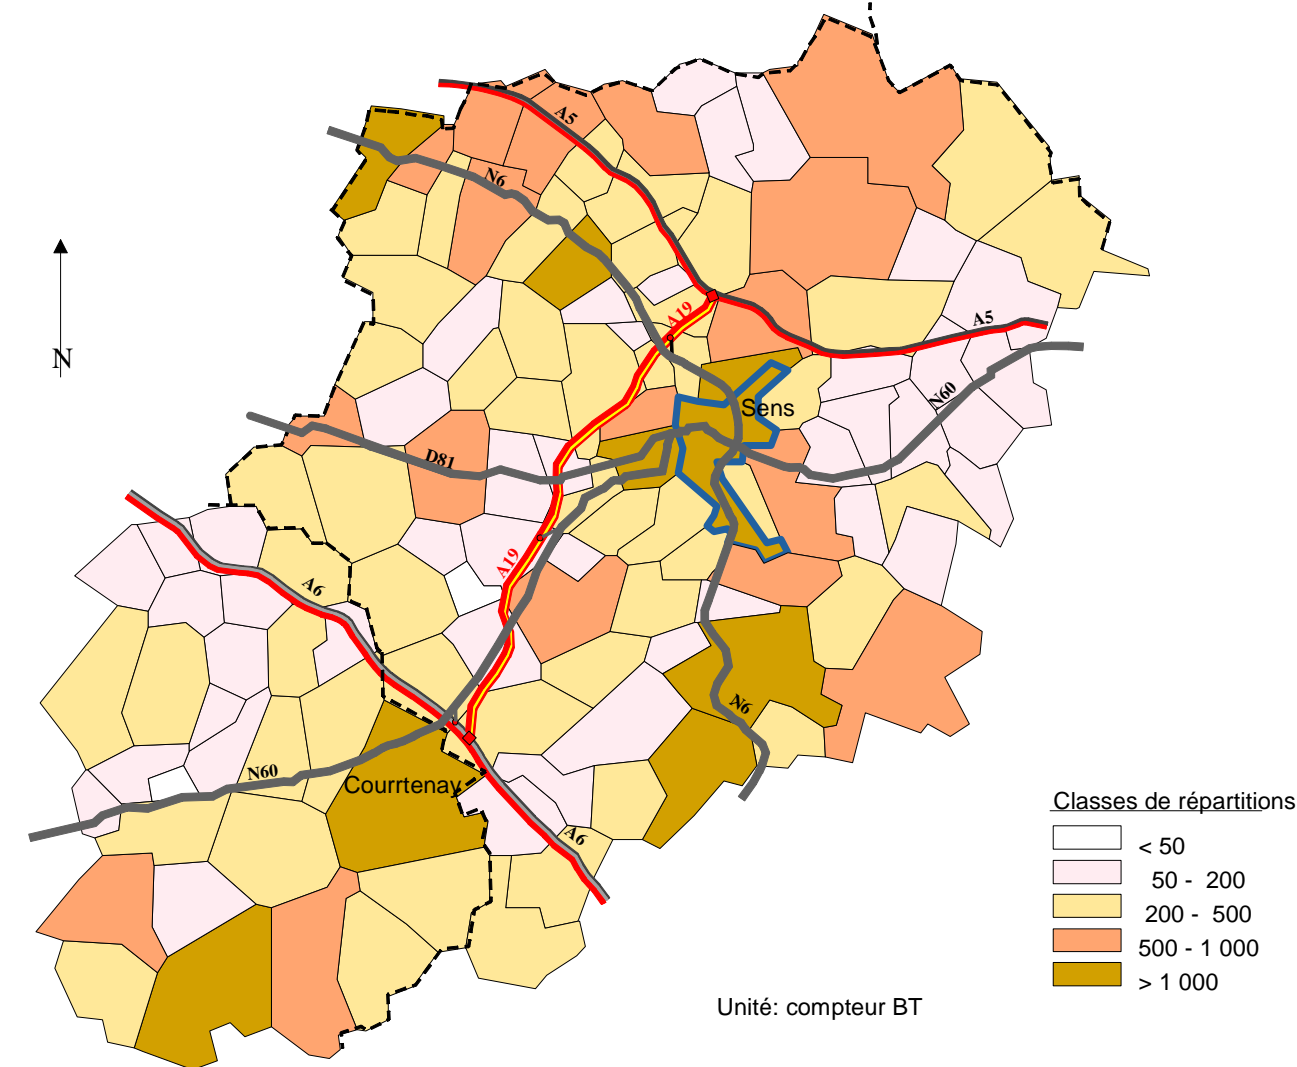 A5
N6
N
A19
A5
N60
Sens
D81
A19
A6
N6
N60
Courrtenay
A6
Classes de répartitions
< 50
50 - 200
200 - 500
500 - 1 000
> 1 000
Unité: compteur BT